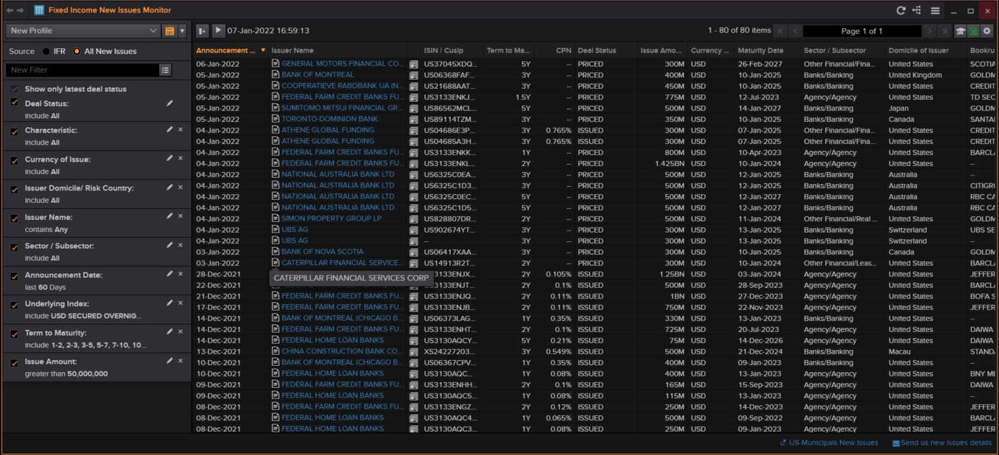 Fixed Income New Issues Monitor
New Profile
07-Jan-2022 16:59:13
1 - 80 of 80 items
Page 1 of 1
Source IFR All New Issues
New Filter
Show only latest deal status
Deal Status:
include All
Characteristic:
include All
Currency of Issue:
include All
Issuer Domicile/ Risk Country:
include All
Issuer Name:
contains Any
Sector / Subsector:
include All
Announcement Date:
last 60 Days
Underlying Index:
include USD SECURED OVERNIG...
Term to Maturity:
include 1-2, 2-3, 3-5, 5-7, 7-10, 10...
Issue Amount:
greater than 50,000,000
Announcement ... Issuer Name ISIN / Cusip Term to Ma... CPN Deal Status Issue Amo... Currency ... Maturity Date Sector / Subsector Domicile of Issuer Bookru
06-Jan-2022 GENERAL MOTORS FINANCIAL CO... US37045XDQ... 5Y -- PRICED 300M USD 26-Feb-2027 Other Financial/Fina... United States SCOTIA
05-Jan-2022 BANK OF MONTREAL US06368FAF... 3Y -- PRICED 400M USD 10-Jan-2025 Banks/Banking United Kingdom GOLDM
05-Jan-2022 COOPERATIEVE RABOBANK UA (N... US21688AAT... 3Y -- PRICED 450M USD 10-Jan-2025 Banks/Banking United States CREDIT
05-Jan-2022 FEDERAL FARM CREDIT BANKS FU... US3133ENKJ... 1.5Y -- PRICED 775M USD 12-Jul-2023 Agency/Agency United States TD SEC
05-Jan-2022 SUMITOMO MITSUI FINANCIAL GR... US86562MCL... 5Y -- PRICED 500M USD 14-Jan-2027 Banks/Banking Japan GOLDM
05-Jan-2022 TORONTO-DOMINION BANK US89114TZM... 3Y -- PRICED 350M USD 10-Jan-2025 Banks/Banking Canada SANTAI
04-Jan-2022 ATHENE GLOBAL FUNDING US04686E3P... 3Y 0.765% ISSUED 300M USD 07-Jan-2025 Other Financial/Fina... United States CREDIT
04-Jan-2022 ATHENE GLOBAL FUNDING US04685A3H... 3Y 0.765% ISSUED 300M USD 07-Jan-2025 Other Financial/Fina... United States CREDIT
04-Jan-2022 FEDERAL FARM CREDIT BANKS FU... US3133ENKK... 1Y -- PRICED 800M USD 10-Apr-2023 Agency/Agency United States BARCL
04-Jan-2022 FEDERAL FARM CREDIT BANKS FU... US3133ENKL... 2Y -- PRICED 1.425BN USD 10-Jan-2024 Agency/Agency United States --
04-Jan-2022 NATIONAL AUSTRALIA BANK LTD US6325C0EA... 3Y -- PRICED 500M USD 12-Jan-2025 Banks/Banking Australia --
04-Jan-2022 NATIONAL AUSTRALIA BANK LTD US6325C1D3... 3Y -- PRICED 500M USD 12-Jan-2025 Banks/Banking Australia CITIGR
04-Jan-2022 NATIONAL AUSTRALIA BANK LTD US6325C0EC... 5Y -- PRICED 500M USD 12-Jan-2027 Banks/Banking Australia RBC CA
04-Jan-2022 NATIONAL AUSTRALIA BANK LTD US6325C1D5... 5Y -- PRICED 500M USD 12-Jan-2027 Banks/Banking Australia RBC CA
04-Jan-2022 SIMON PROPERTY GROUP LP US828807DR... 2Y -- PRICED 500M USD 11-Jan-2024 Other Financial/Real ... United States GOLDM
04-Jan-2022 UBS AG US902674YT... 3Y -- PRICED 300M USD 13-Jan-2025 Banks/Banking Switzerland UBS SE
04-Jan-2022 UBS AG -- 3Y -- PRICED 300M USD 13-Jan-2025 Banks/Banking Switzerland --
03-Jan-2022 BANK OF NOVA SCOTIA US06417XAA... 3Y -- PRICED 300M USD 10-Jan-2025 Banks/Banking Canada GOLDM
03-Jan-2022 CATERPILLAR FINANCIAL SERVICE... US14913R2T... 2Y -- PRICED 300M USD 10-Jan-2024 Other Financial/Leas... United States BARCL
28-Dec-2021 CATERPILLAR FINANCIAL SERVICES CORP 3133ENJX... 2Y 0.105% ISSUED 1.25BN USD 03-Jan-2024 Agency/Agency United States JEFFER
22-Dec-2021 3133ENJT... 2Y 0.1% ISSUED 500M USD 28-Sep-2023 Agency/Agency United States BARCL
21-Dec-2021 FEDERAL FARM CREDIT BANKS FU... US3133ENJQ... 2Y 0.11% ISSUED 1BN USD 27-Dec-2023 Agency/Agency United States BOFA S
17-Dec-2021 FEDERAL FARM CREDIT BANKS FU... US3133ENJB... 2Y 0.11% ISSUED 750M USD 22-Nov-2023 Agency/Agency United States JEFFER
14-Dec-2021 BANK OF MONTREAL (CHICAGO B... US06373LAG... 1Y 0.35% ISSUED 330M USD 13-Jan-2023 Banks/Banking United States --
14-Dec-2021 FEDERAL FARM CREDIT BANKS FU... US3133ENHT... 2Y 0.1% ISSUED 725M USD 20-Jul-2023 Agency/Agency United States DAIWA
14-Dec-2021 FEDERAL HOME LOAN BANKS US3130AQCY... 5Y 0.21% ISSUED 75M USD 14-Dec-2026 Agency/Agency United States DAIWA
13-Dec-2021 CHINA CONSTRUCTION BANK CO... XS24227203... 3Y 0.549% ISSUED 500M USD 21-Dec-2024 Banks/Banking Macau STAND
10-Dec-2021 BANK OF MONTREAL (CHICAGO B... US06367CPV... 1Y 0.35% ISSUED 400M USD 09-Jan-2023 Banks/Banking United States --
10-Dec-2021 FEDERAL HOME LOAN BANKS US3130AQC... 1Y 0.08% ISSUED 400M USD 13-Jan-2023 Agency/Agency United States BNY ME
09-Dec-2021 FEDERAL FARM CREDIT BANKS FU... US3133ENHH... 2Y 0.1% ISSUED 165M USD 15-Sep-2023 Agency/Agency United States DAIWA
09-Dec-2021 FEDERAL HOME LOAN BANKS US3130AQC5... 1Y 0.08% ISSUED 115M USD 13-Jan-2023 Agency/Agency United States --
08-Dec-2021 FEDERAL FARM CREDIT BANKS FU... US3133ENGZ... 2Y 0.12% ISSUED 250M USD 14-Dec-2023 Agency/Agency United States JEFFER
08-Dec-2021 FEDERAL HOME LOAN BANKS US3130AQC4... 1Y 0.065% ISSUED 500M USD 09-Sep-2022 Agency/Agency United States BARCL
08-Dec-2021 FEDERAL HOME LOAN BANKS US3130AQC3... 1Y 0.08% ISSUED 250M USD 09-Jan-2023 Agency/Agency United States JEFFER
US-Municipals New Issues
Send us new issues details